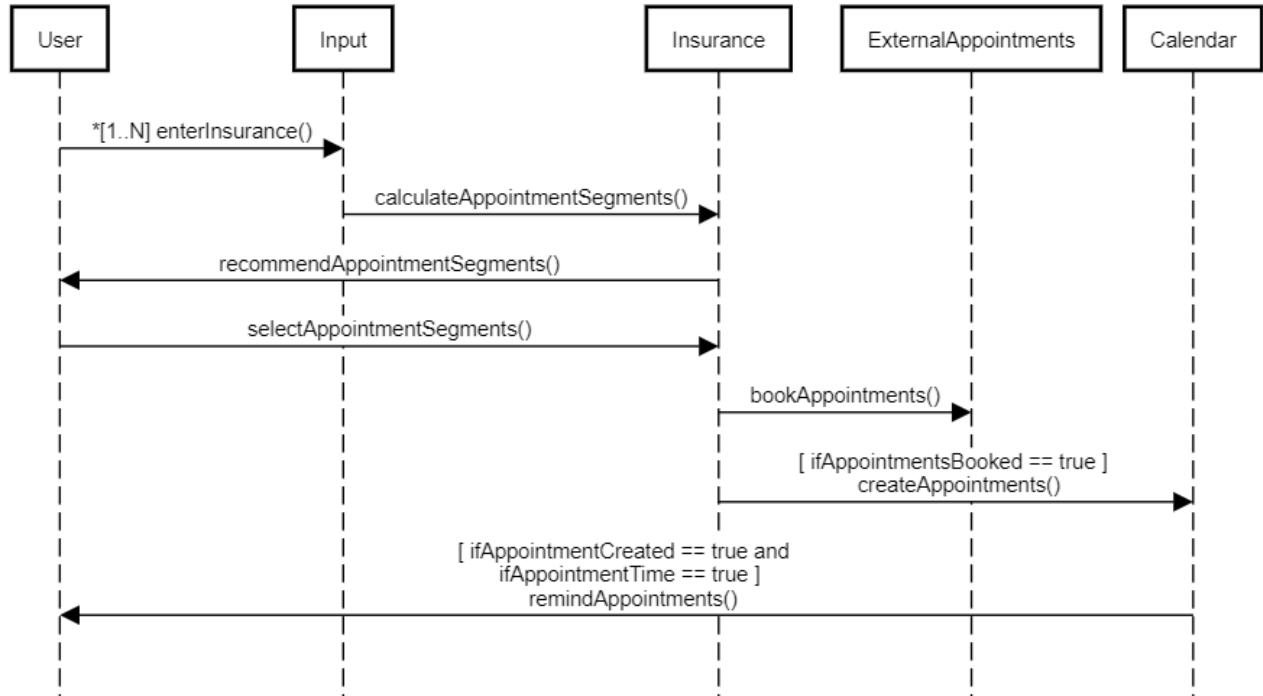 User
Input
Insurance
ExternalAppointments
Calendar
*[1..N] enterInsurance()
calculateAppointmentSegments()
recommendAppointmentSegments()
selectAppointmentSegments()
bookAppointments()
[ ifAppointmentsBooked == true ]
createAppointments()
[ ifAppointmentCreated == true and
ifAppointmentTime == true ]
remindAppointments()